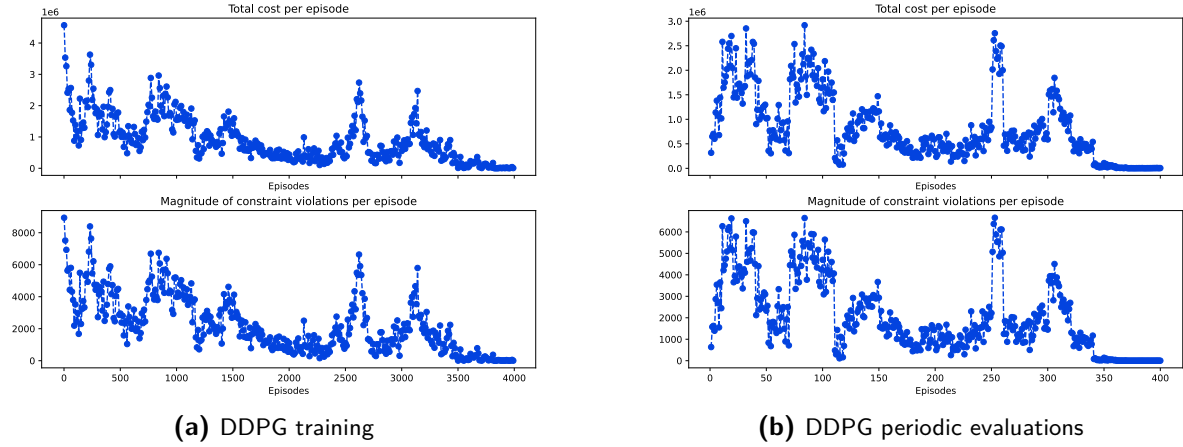 Total cost per episode
1e6
4
3
2
1
0
Episodes
Magnitude of constraint violations per episode
8000
6000
4000
2000
0
0 500 1000 1500 2000 2500 3000 3500 4000
Episodes
(a) DDPG training
Total cost per episode
1e6
3.0
2.5
2.0
1.5
1.0
0.5
0.0
Episodes
Magnitude of constraint violations per episode
6000
5000
4000
3000
2000
1000
0
0 50 100 150 200 250 300 350 400
Episodes
(b) DDPG periodic evaluations